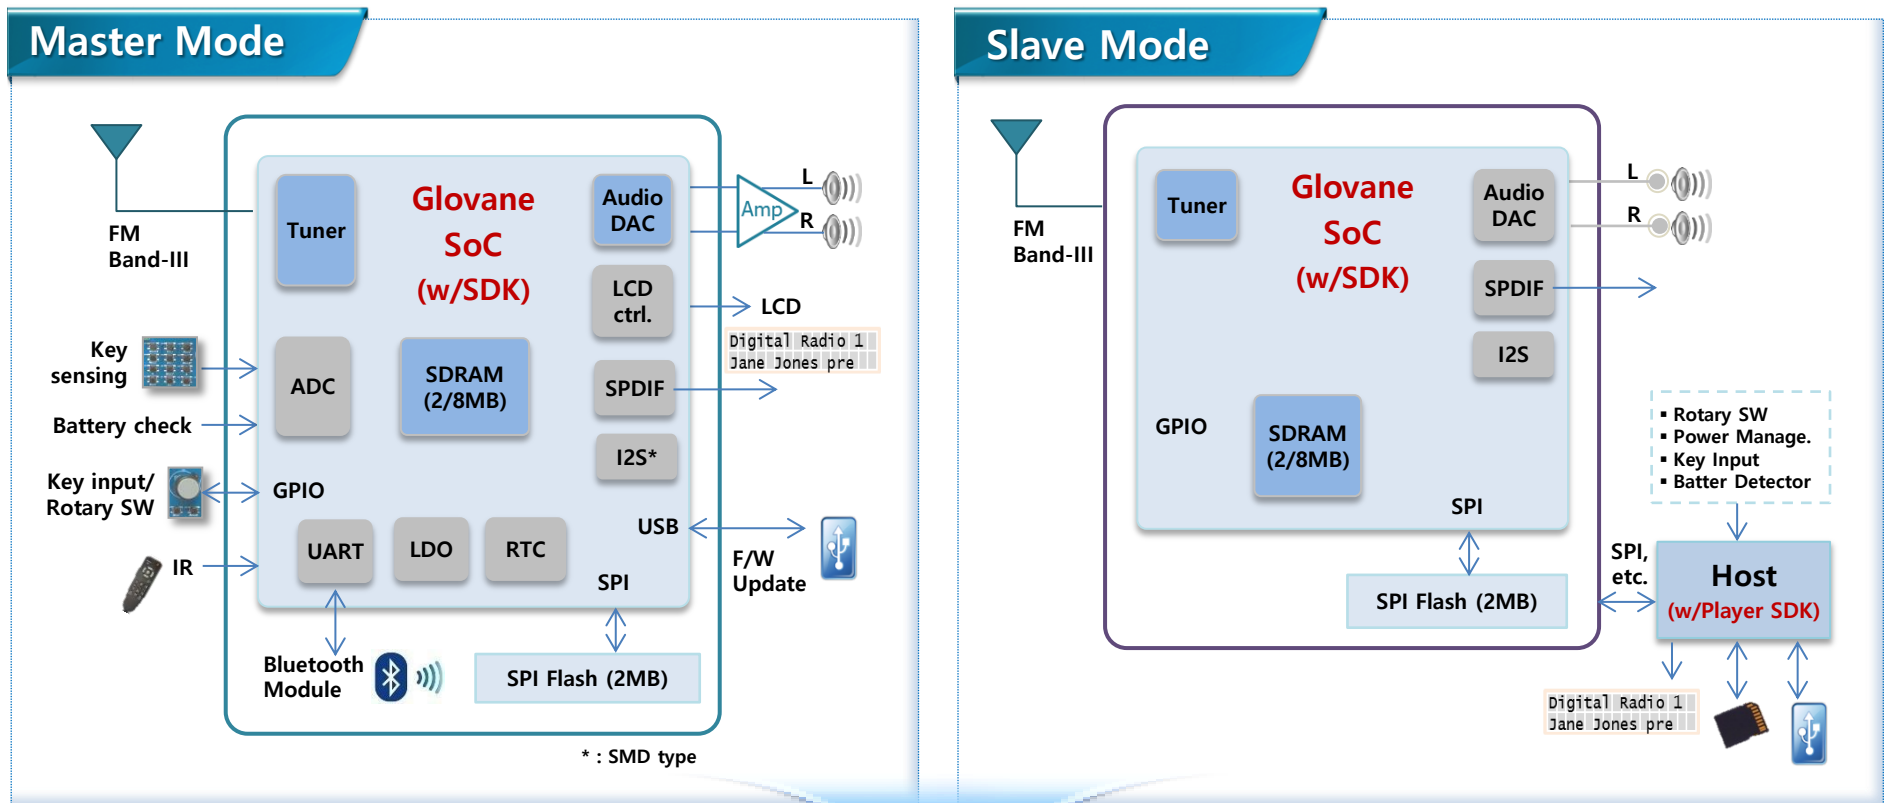 Master Mode
FM
Band-III
Tuner
Glovane
SoC
(w/SDK)
Audio
DAC
Amp
L
R
LCD
ctrl.
LCD
Digital Radio 1
Jane Jones pre
Key
sensing
ADC
SDRAM
(2/8MB)
SPDIF
Battery check
I2S*
Key input/
Rotary SW
GPIO
USB
UART
LDO
RTC
IR
SPI
F/W
Update
Bluetooth
Module
SPI Flash (2MB)
* : SMD type
Slave Mode
FM
Band-III
Tuner
Glovane
SoC
(w/SDK)
Audio
DAC
L
R
SPDIF
I2S
GPIO
SDRAM
(2/8MB)
▪ Rotary SW
▪ Power Manage.
▪ Key Input
▪ Batter Detector
SPI
SPI,
etc.
Host
(w/Player SDK)
SPI Flash (2MB)
Digital Radio 1
Jane Jones pre